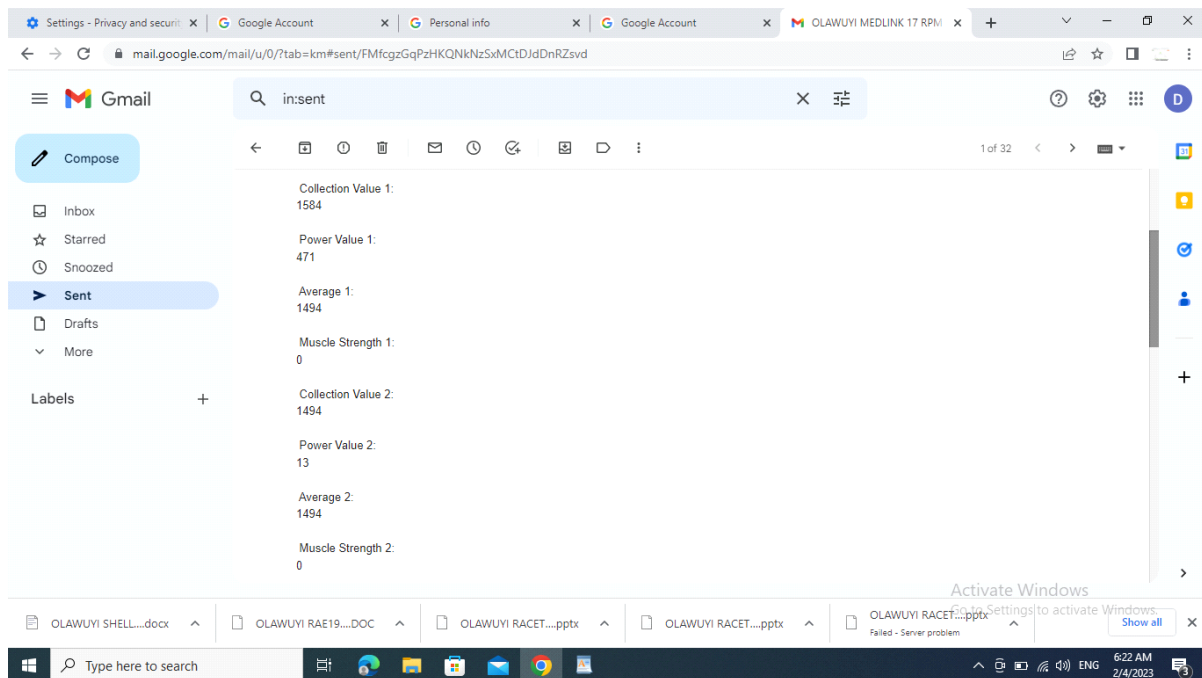 Settings - Privacy and securit
Google Account
Personal info
Google Account
OLAWUYI MEDLINK 17 RPM
mail.google.com/mail/u/0/?tab=km#sent/FMfcgzGqPzHKQNkNzSxMCtDJdDnRZsvd
Gmail
in:sent
D
Compose
1 of 32
31
Inbox
Starred
Snoozed
Sent
Drafts
More
Labels
Collection Value 1:
1584
Power Value 1:
471
Average 1:
1494
Muscle Strength 1:
0
Collection Value 2:
1494
Power Value 2:
13
Average 2:
1494
Muscle Strength 2:
0
Activate Windows
Go to Settings to activate Windows.
OLAWUYI SHELL....docx
OLAWUYI RAE19....DOC
OLAWUYI RACET....pptx
OLAWUYI RACET....pptx
OLAWUYI RACET....pptx
Failed - Server problem
Show all
Type here to search
ENG
6:22 AM
2/4/2023
3